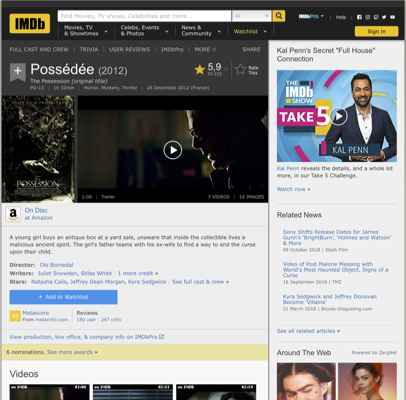 IMDb
Find Movies, TV shows, Celebrities and more...
All
IMDbPro
Help
Movies, TV
& Showtimes
Celebs, Events
& Photos
News &
Community
Watchlist
Sign in
FULL CAST AND CREW | TRIVIA | USER REVIEWS | IMDbPro | MORE
SHARE
Possédée (2012)
The Possession (original title)
PG-13 | 1h 32min | Horror, Mystery, Thriller | 26 December 2012 (France)
5,9
Rate
This
POSSESSION
1:00 | Trailer
7 VIDEOS | 16 IMAGES
On Disc
at Amazon
A young girl buys an antique box at a yard sale, unaware that inside the collectible lives a
malicious ancient spirit. The girl's father teams with his ex-wife to find a way to end the curse
upon their child.
Director: Ole Bornedal
Writers: Juliet Snowden, Stiles White | 1 more credit »
Stars: Natasha Calis, Jeffrey Dean Morgan, Kyra Sedgwick | See full cast & crew »
+ Add to Watchlist
Metascore
From metacritic.com
Reviews
180 user | 267 critic
View production, box office, & company info on IMDbPro
6 nominations. See more awards »
Videos
Kal Penn's Secret "Full House"
Connection
THE IMDb SHOW
TAKE 5
KAL PENN
Kal Penn reveals the details, and a whole lot
more, in our Take 5 Challenge.
Watch now »
Related News
Sony Shifts Release Dates for James
Gunn's 'BrightBurn', 'Holmes and Watson'
& More
09 October 2018 | Slash Film
Video of Post Malone Messing with
World's Most Haunted Object, Signs of a
Curse
16 September 2018 | TMZ
Kyra Sedgwick and Jeffrey Donovan
Become 'Villains'
21 March 2018 | Bloody-Disgusting.com
See all related articles »
Around The Web
Powered by ZergNet